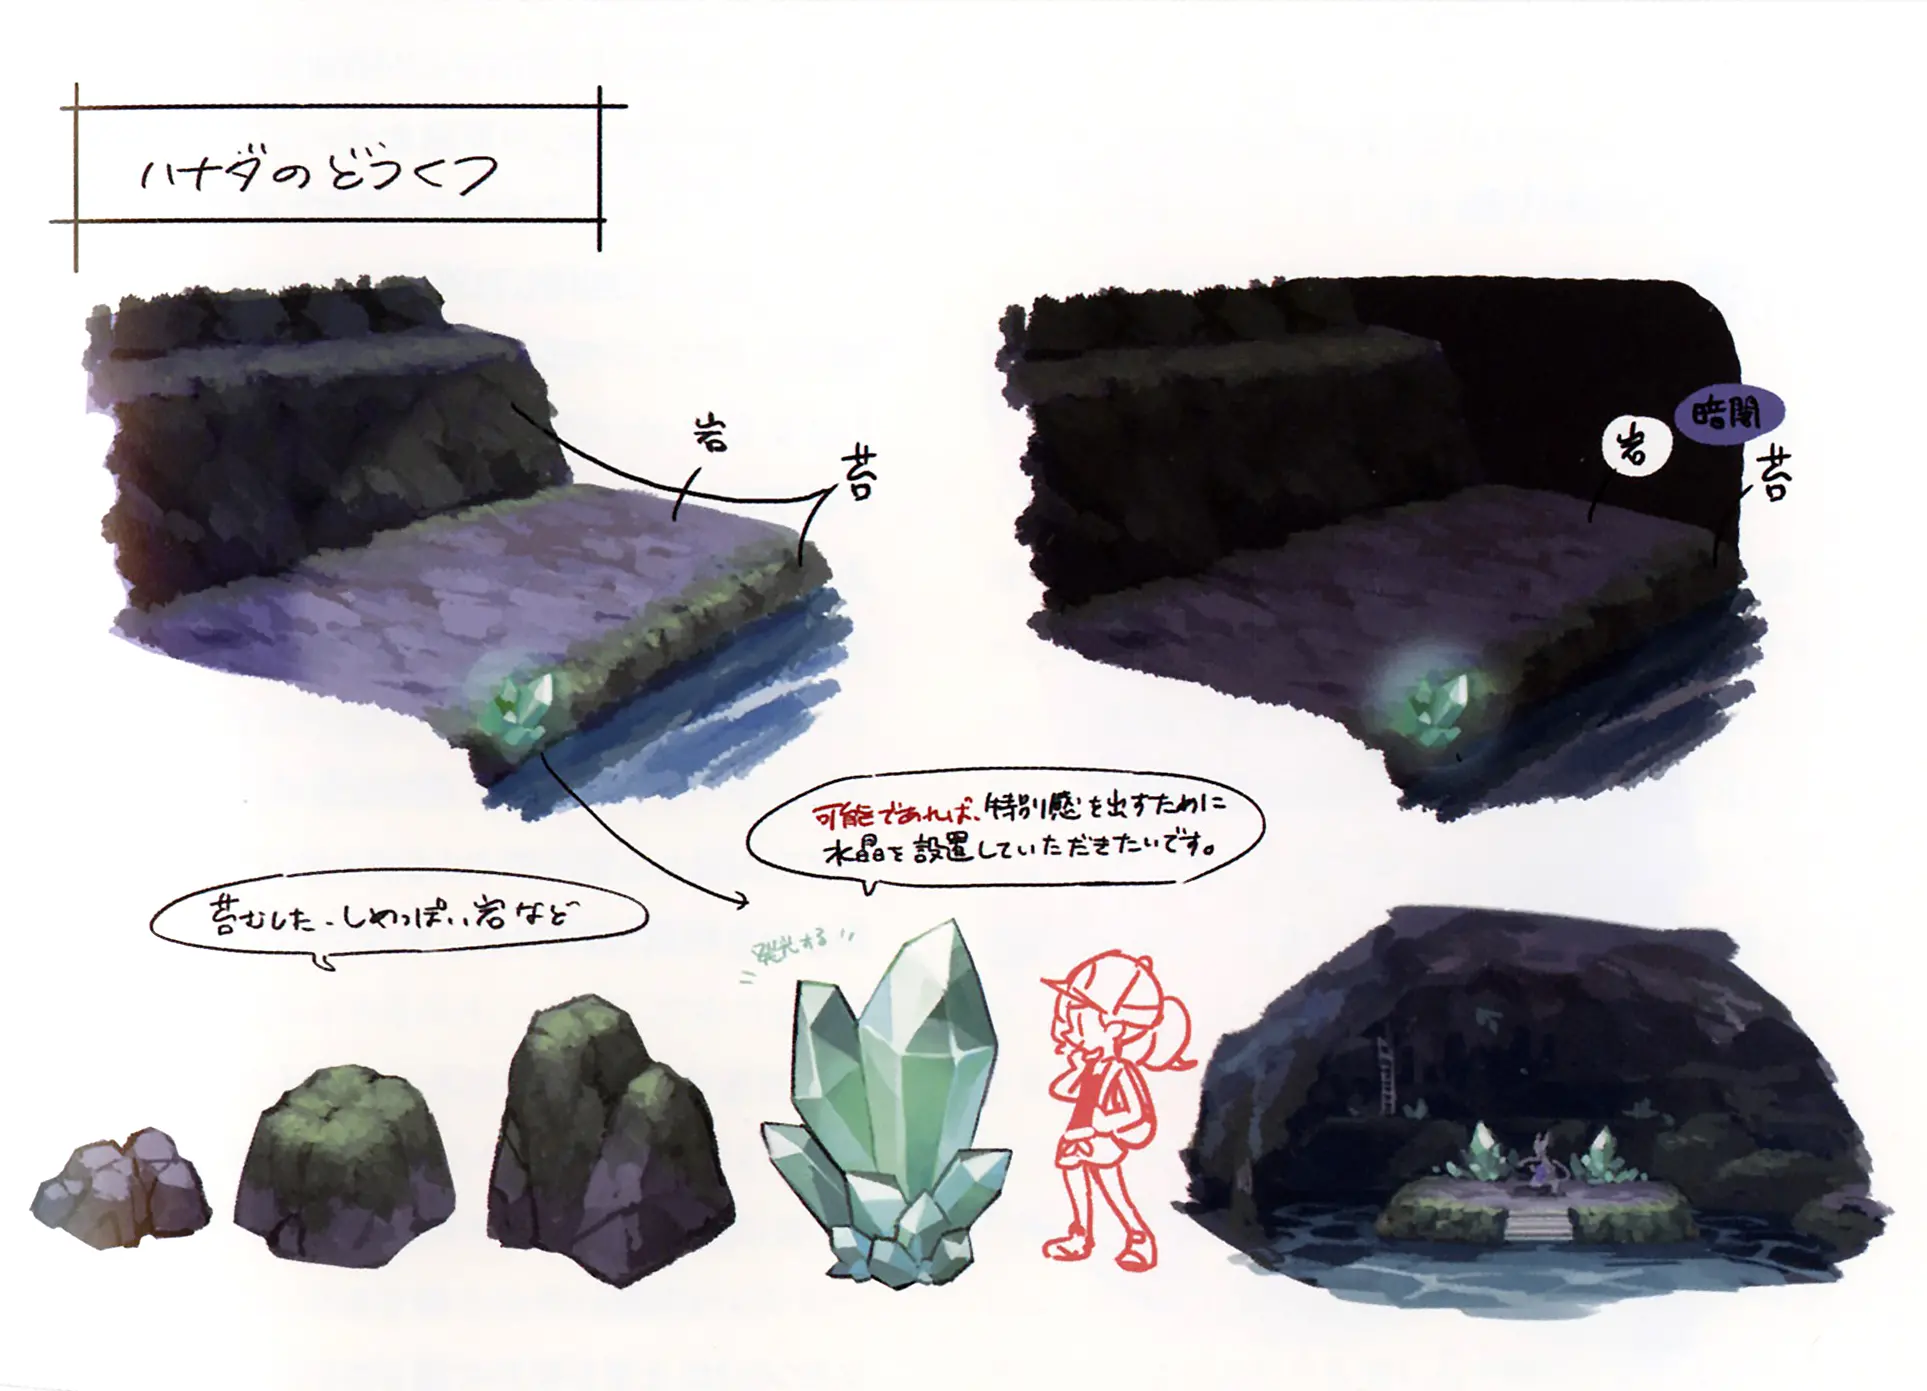 ハナダのどうくつ
岩
苔
暗闇
岩
苔
可能であれば、特別感を出すために
水晶を設置していただきたいです。
苔むした、しめっぽい岩など
発光する